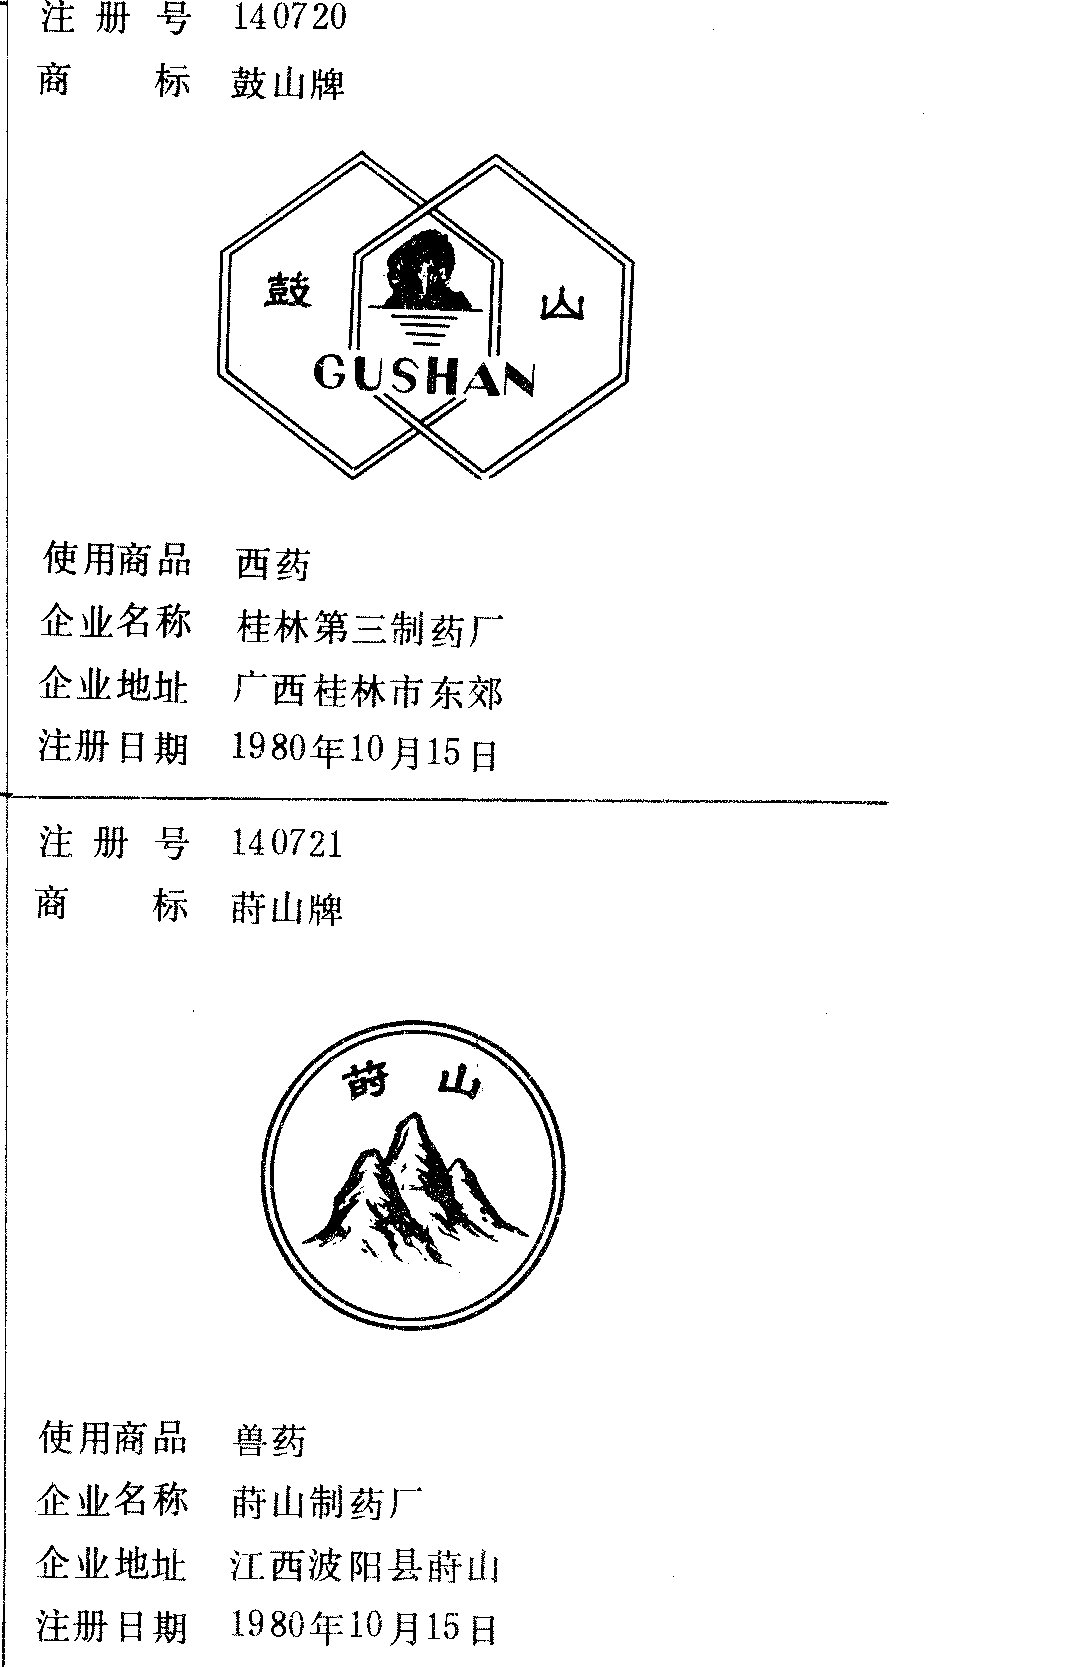 注册号 140720
商标 鼓山牌
鼓 山
GUSHAN
使用商品 西药
企业名称 桂林第三制药厂
企业地址 广西桂林市东郊
注册日期 1980年10月15日
注册号 140721
商标 莳山牌
莳 山
使用商品 兽药
企业名称 莳山制药厂
企业地址 江西波阳县莳山
注册日期 1980年10月15日